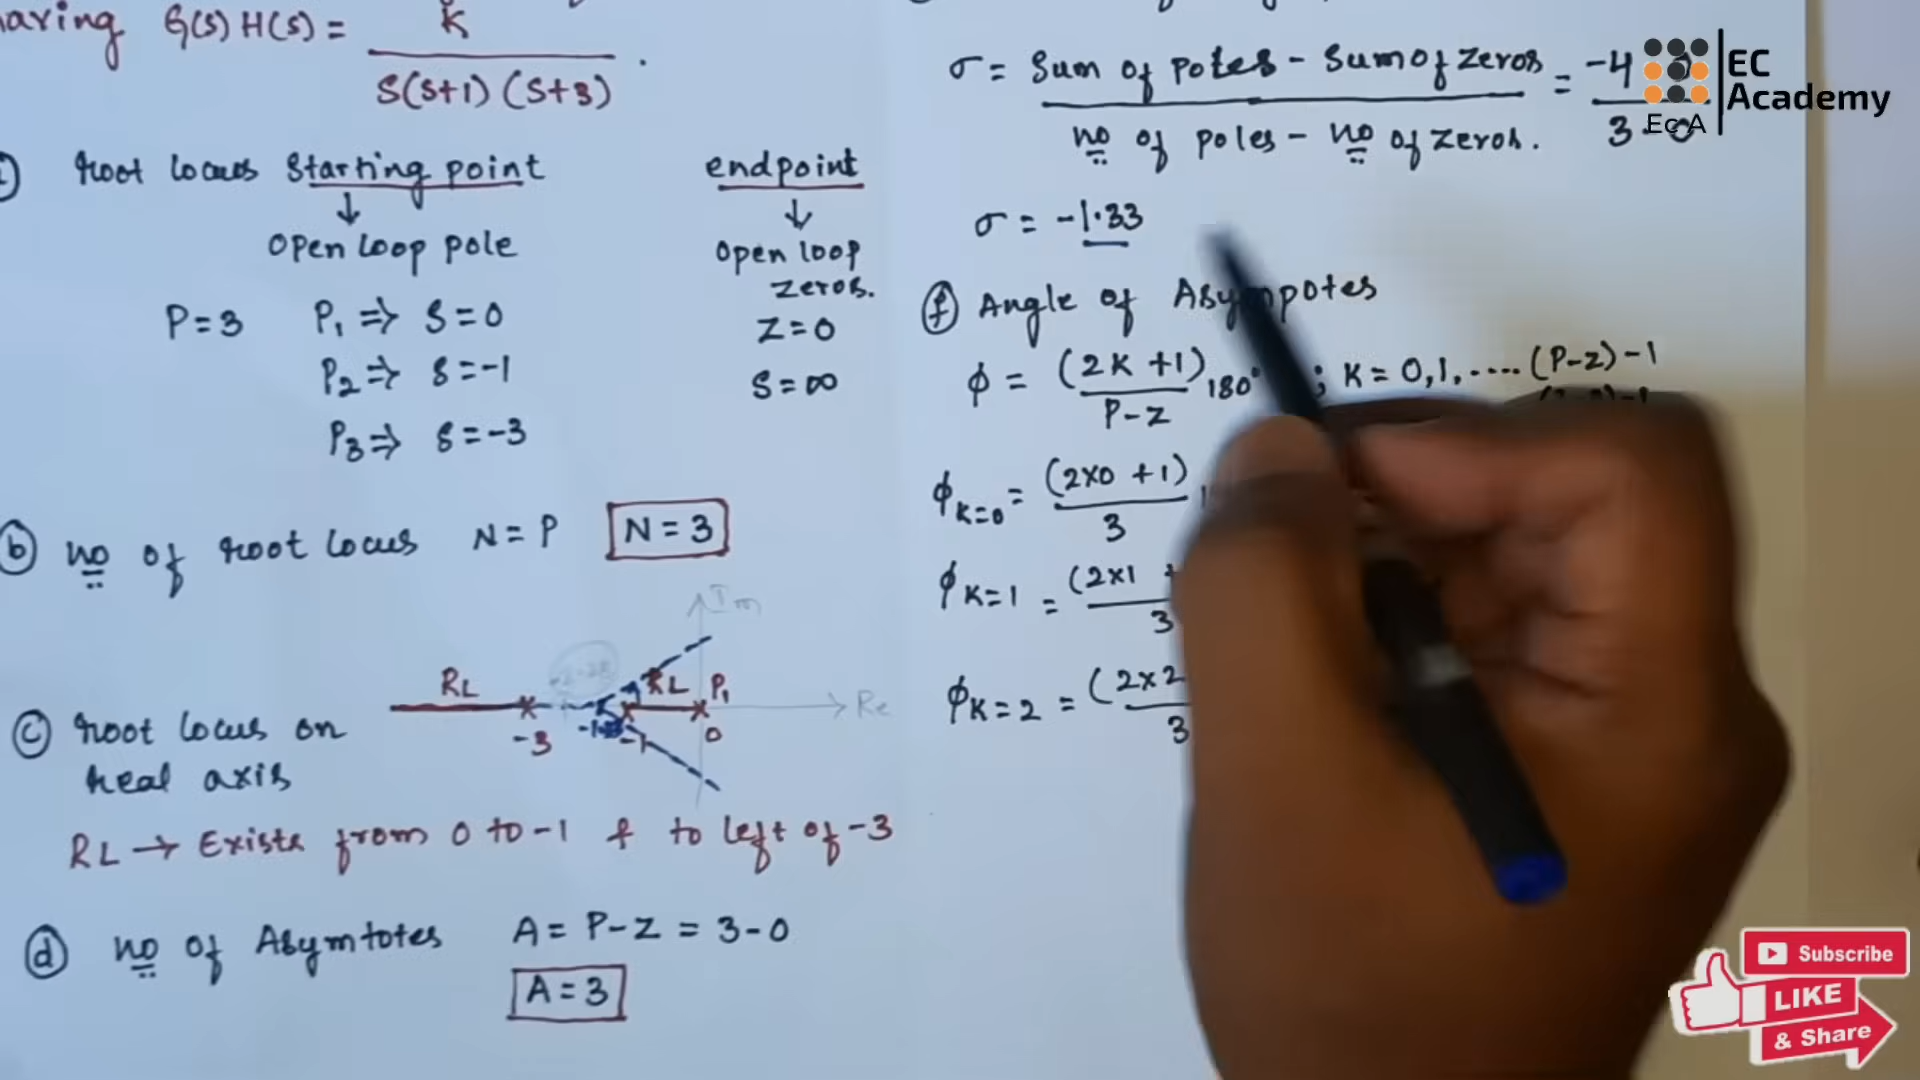 having G(S) H(S) = K
S(S+1) (S+3) .
root locus Starting point
Open loop pole
P=3 P1 => S=0
P2 => S=-1
P3 => S=-3
endpoint
Open loop
zeros.
Z=0
S=∞
(b) no of root locus N=P N=3
Im
RL RL P1 Re
-3 -1.33 -1 0
(c) root locus on
real axis
RL → Exists from 0 to -1 & to left of -3
(d) no of Asymtotes A= P-Z = 3-0
A=3
σ = Sum of poles - Sum of zeros = -4
no of poles - no of zeros. 3-0
σ = -1.33
(f) Angle of Asympotes
ϕ = (2K+1) 180° ; K=0,1,....(P-Z)-1
P-Z
ϕK=0 = (2x0 +1)
3
ϕK=1 = (2x1
3
ϕK=2 = (2x2
3
EC
Academy
EcA
Subscribe
LIKE
& Share